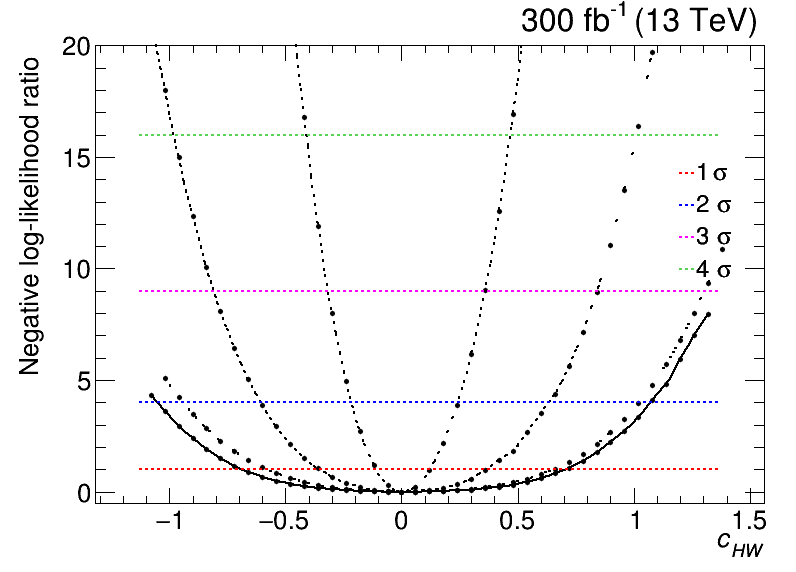 300 fb⁻¹ (13 TeV)
Negative log-likelihood ratio
20
15
10
5
0
1 σ
2 σ
3 σ
4 σ
−1 −0.5 0 0.5 1 1.5
c_HW